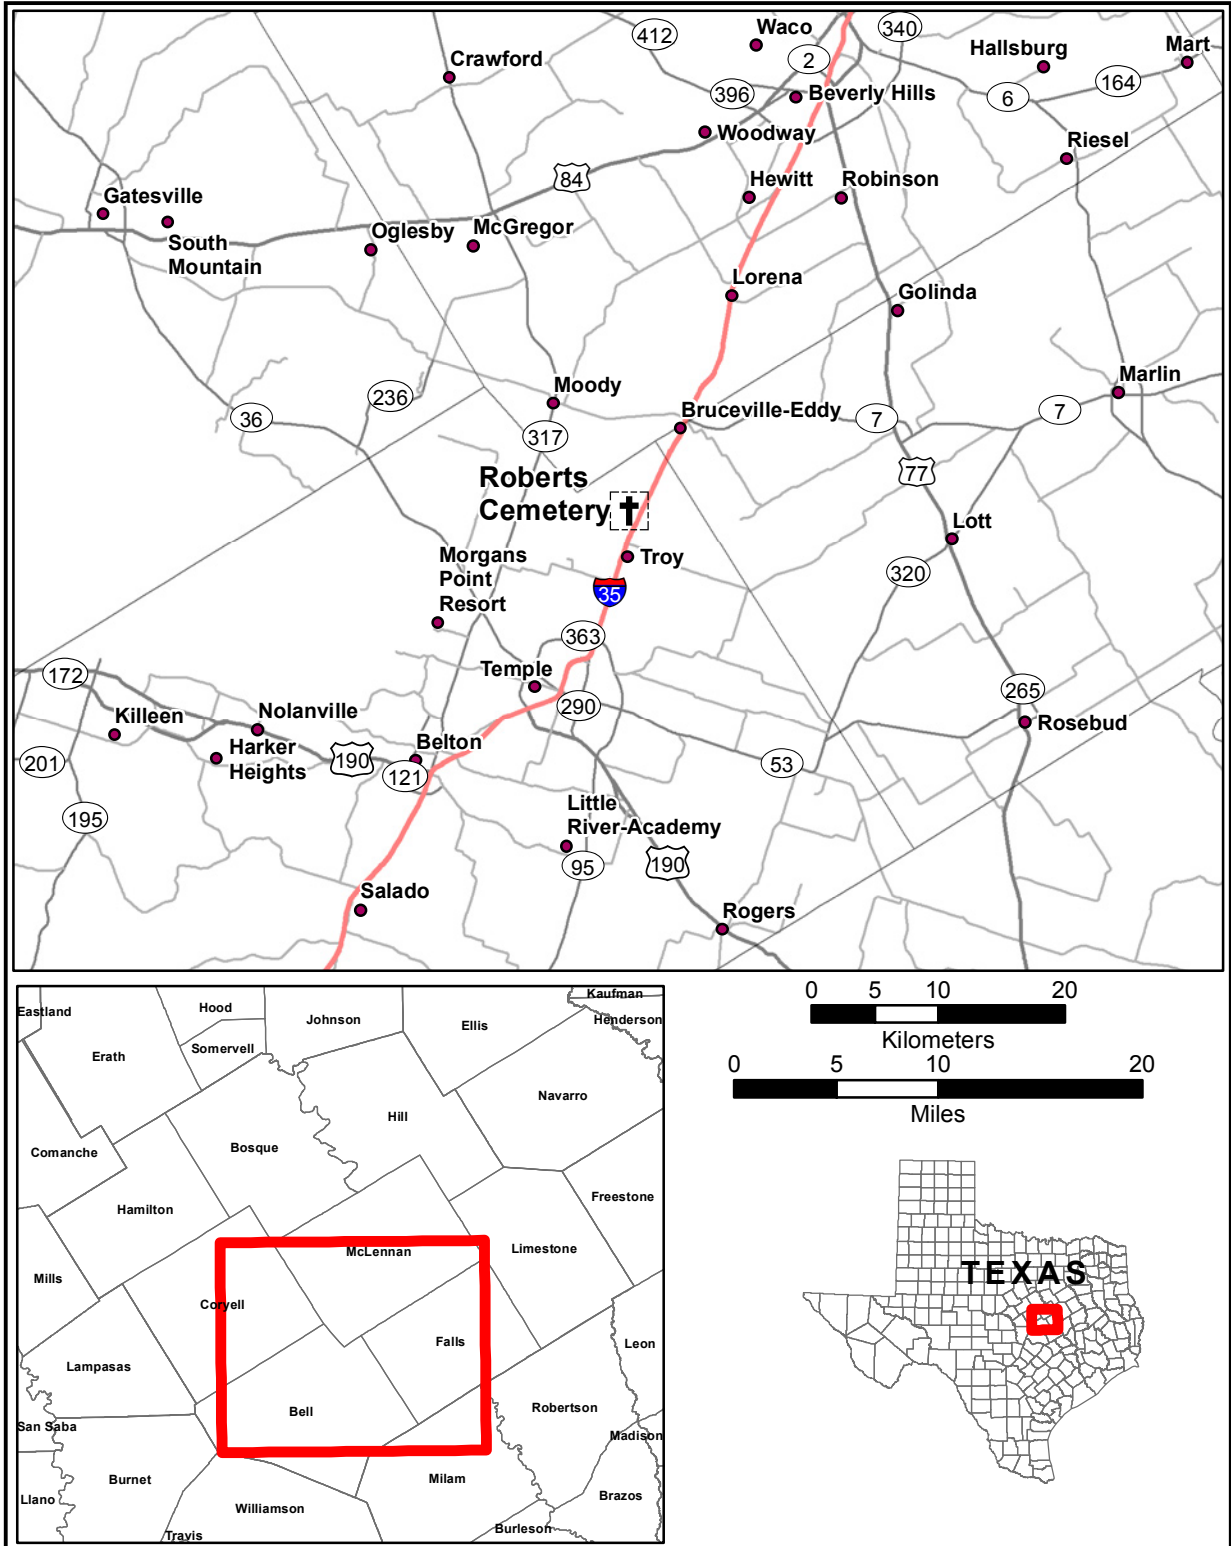 Waco
412
340
Crawford
2
Hallsburg
Mart
396
Beverly Hills
6
164
Woodway
Riesel
84
Hewitt
Robinson
Gatesville
South
Mountain
Oglesby
McGregor
Lorena
Golinda
Moody
236
36
Marlin
Bruceville-Eddy
7
7
317
77
Roberts
Cemetery
Lott
Troy
Morgans
Point
Resort
320
35
363
Temple
172
265
290
Killeen
Nolanville
Rosebud
Harker
Heights
Belton
201
190
121
53
195
Little
River-Academy
95
190
Salado
Rogers
Eastland
Hood
Johnson
Ellis
Kaufman
Henderson
Erath
Somervell
Navarro
Hill
Comanche
Bosque
Hamilton
Freestone
McLennan
Limestone
Mills
Coryell
Falls
Leon
Lampasas
Bell
Robertson
San Saba
Madison
Burnet
Milam
Llano
Williamson
Brazos
Travis
Burleson
0 5 10 20
Kilometers
0 5 10 20
Miles
TEXAS